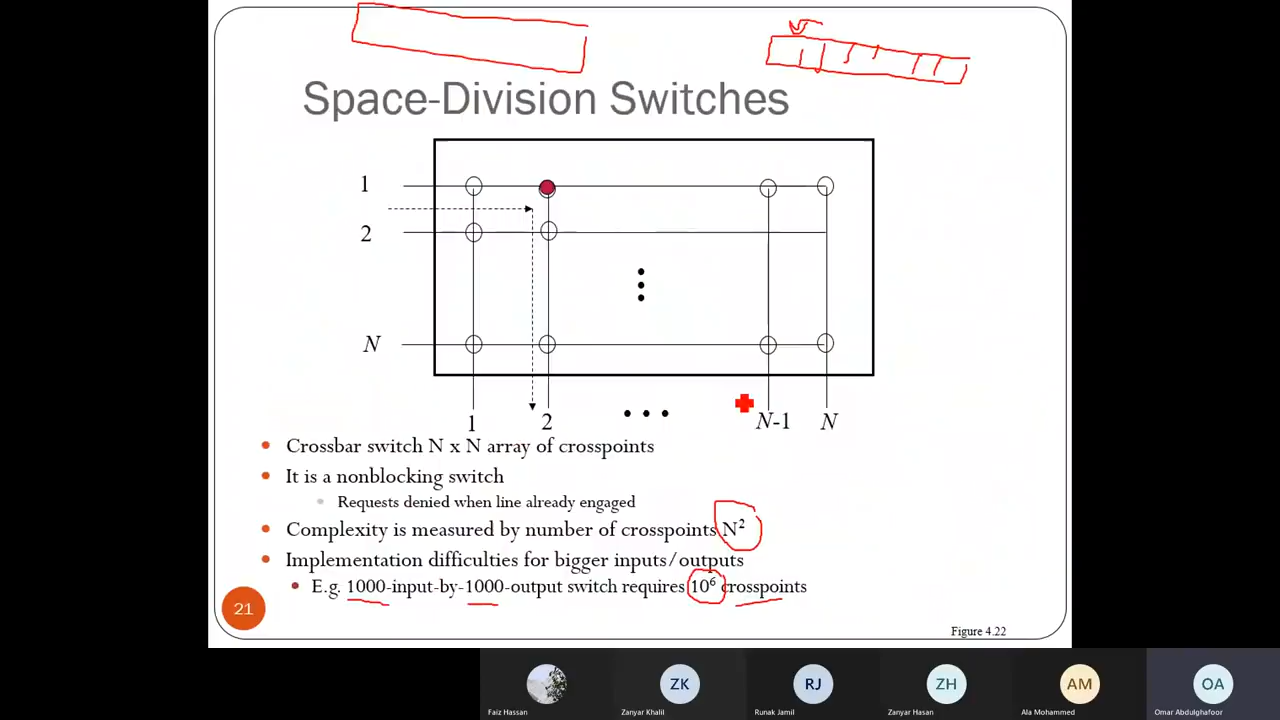 Space-Division Switches
1
2
N
1 2 • • • N-1 N
• Crossbar switch N x N array of crosspoints
• It is a nonblocking switch
• Requests denied when line already engaged
• Complexity is measured by number of crosspoints N²
• Implementation difficulties for bigger inputs/outputs
• E.g. 1000-input-by-1000-output switch requires 10⁶ crosspoints
21
Figure 4.22
ZK RJ ZH AM OA
Faiz Hassan Zanyar Khalil Runak Jamil Zanyar Hasan Ala Mohammed Omar Abdulghafoor